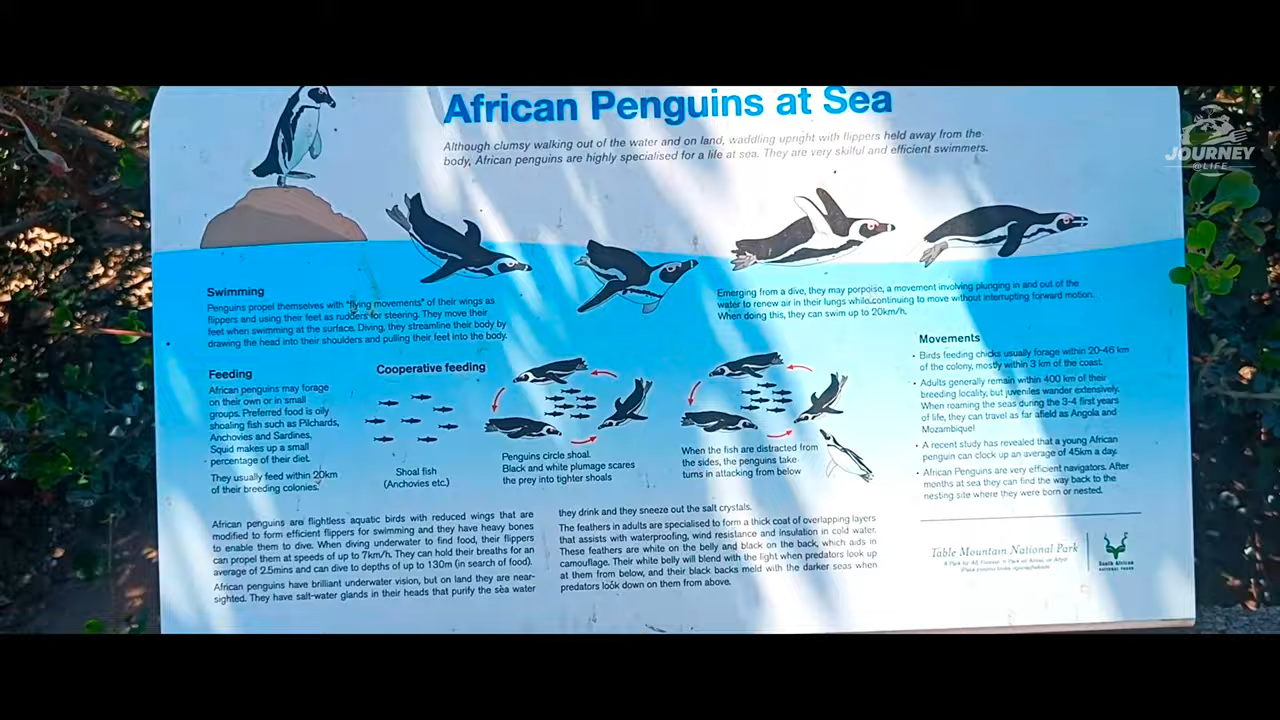 African Penguins at Sea
Although clumsy walking out of the water and on land, waddling upright with flippers held away from the
body, African penguins are highly specialised for a life at sea. They are very skilful and efficient swimmers.
JOURNEY
@LIFE
Swimming
Penguins propel themselves with "flying movements" of their wings as
flippers and using their feet as rudders for steering. They move their
feet when swimming at the surface. Diving, they streamline their body by
drawing the head into their shoulders and pulling their feet into the body.
Emerging from a dive, they may porpoise, a movement involving plunging in and out of the
water to renew air in their lungs while continuing to move without interrupting forward motion.
When doing this, they can swim up to 20km/h.
Feeding
African penguins may forage
on their own or in small
groups. Preferred food is oily
shoaling fish such as Pilchards,
Anchovies and Sardines.
Squid makes up a small
percentage of their diet.
They usually feed within 20km
of their breeding colonies.
Cooperative feeding
Shoal fish
(Anchovies etc.)
Penguins circle shoal.
Black and white plumage scares
the prey into tighter shoals
When the fish are distracted from
the sides, the penguins take
turns in attacking from below
Movements
• Birds feeding chicks usually forage within 20-46 km
of the colony, mostly within 3 km of the coast.
• Adults generally remain within 400 km of their
breeding locality, but juveniles wander extensively.
When roaming the seas during the 3-4 first years
of life, they can travel as far afield as Angola and
Mozambique!
• A recent study has revealed that a young African
penguin can clock up an average of 45km a day.
• African Penguins are very efficient navigators. After
months at sea they can find the way back to the
nesting site where they were born or nested.
African penguins are flightless aquatic birds with reduced wings that are
modified to form efficient flippers for swimming and they have heavy bones
to enable them to dive. When diving underwater to find food, their flippers
can propel them at speeds of up to 7km/h. They can hold their breaths for an
average of 2.5mins and can dive to depths of up to 130m (in search of food).
African penguins have brilliant underwater vision, but on land they are near-
sighted. They have salt-water glands in their heads that purify the sea water
they drink and they sneeze out the salt crystals.
The feathers in adults are specialised to form a thick coat of overlapping layers
that assists with waterproofing, wind resistance and insulation in cold water.
These feathers are white on the belly and black on the back, which aids in
camouflage. Their white belly will blend with the light when predators look up
at them from below, and their black backs meld with the darker seas when
predators look down on them from above.
Table Mountain National Park
South African
NATIONAL PARKS